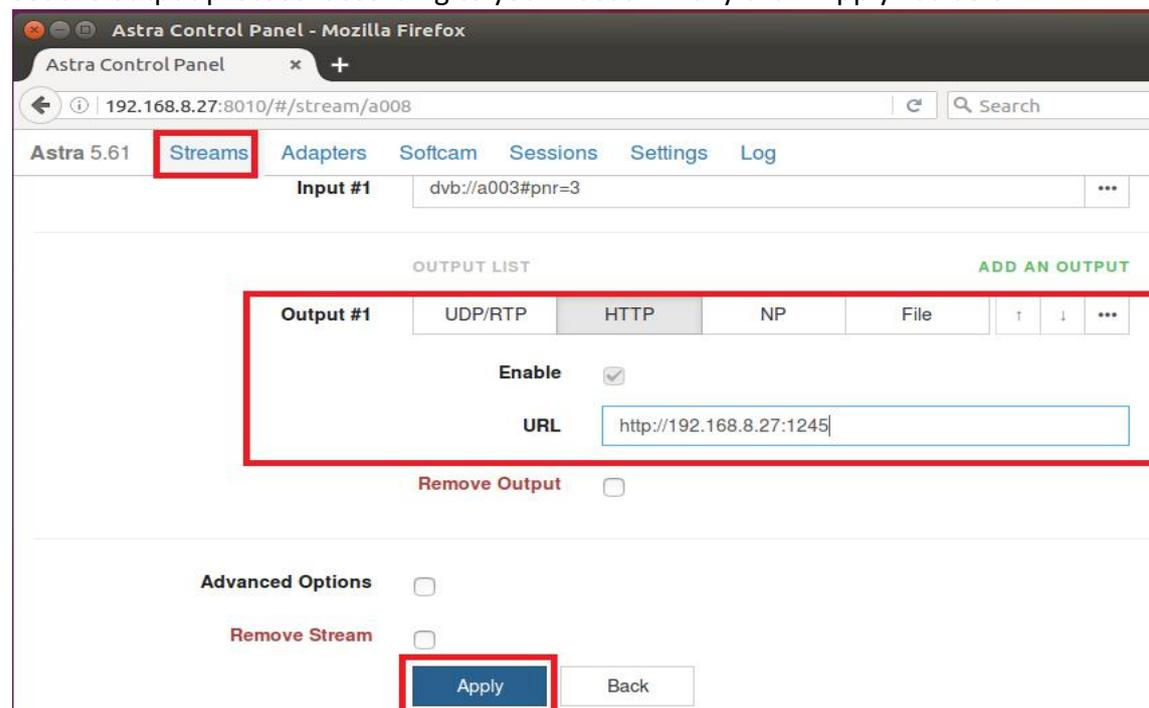 Astra Control Panel - Mozilla Firefox
Astra Control Panel × +
192.168.8.27:8010/#/stream/a008 Search
Astra 5.61 Streams Adapters Softcam Sessions Settings Log
Input #1 dvb://a003#pnr=3 •••
OUTPUT LIST ADD AN OUTPUT
Output #1 UDP/RTP HTTP NP File ↑ ↓ •••
Enable
URL http://192.168.8.27:1245
Remove Output
Advanced Options
Remove Stream
Apply Back